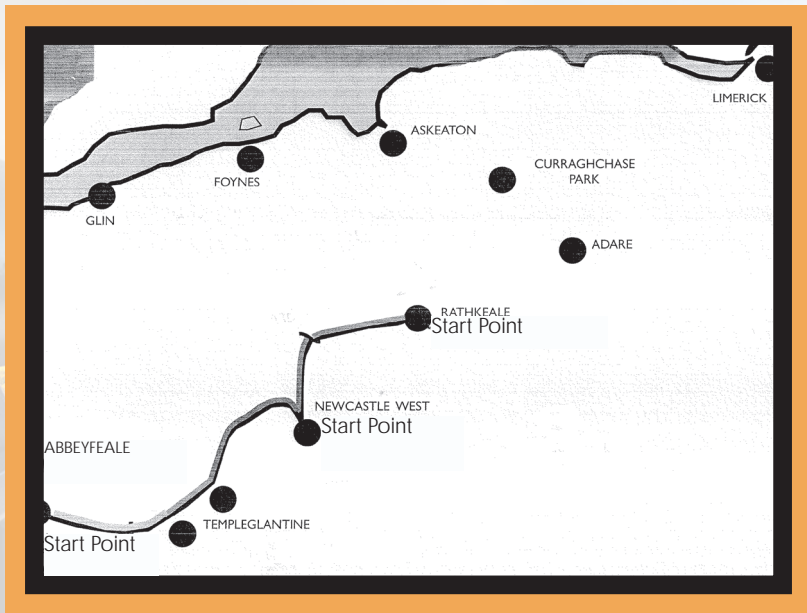 LIMERICK
ASKEATON
CURRAGHCHASE
PARK
FOYNES
GLIN
ADARE
RATHKEALE
Start Point
NEWCASTLE WEST
Start Point
ABBEYFEALE
TEMPLEGLANTINE
Start Point